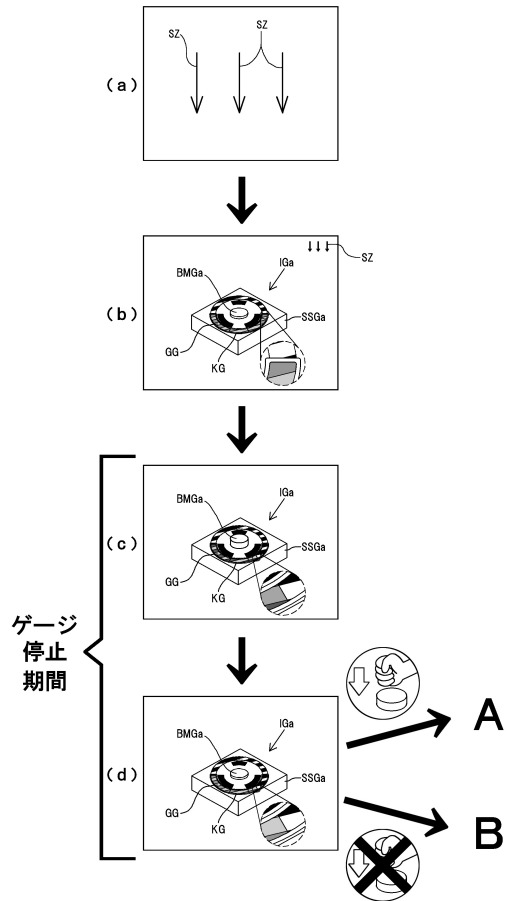 SZ
SZ
(a)
SZ
IGa
BMGa
(b)
SSGa
GG
KG
IGa
BMGa
(c)
SSGa
GG
KG
ゲージ
停止
期間
A
IGa
BMGa
(d)
SSGa
GG
KG
B